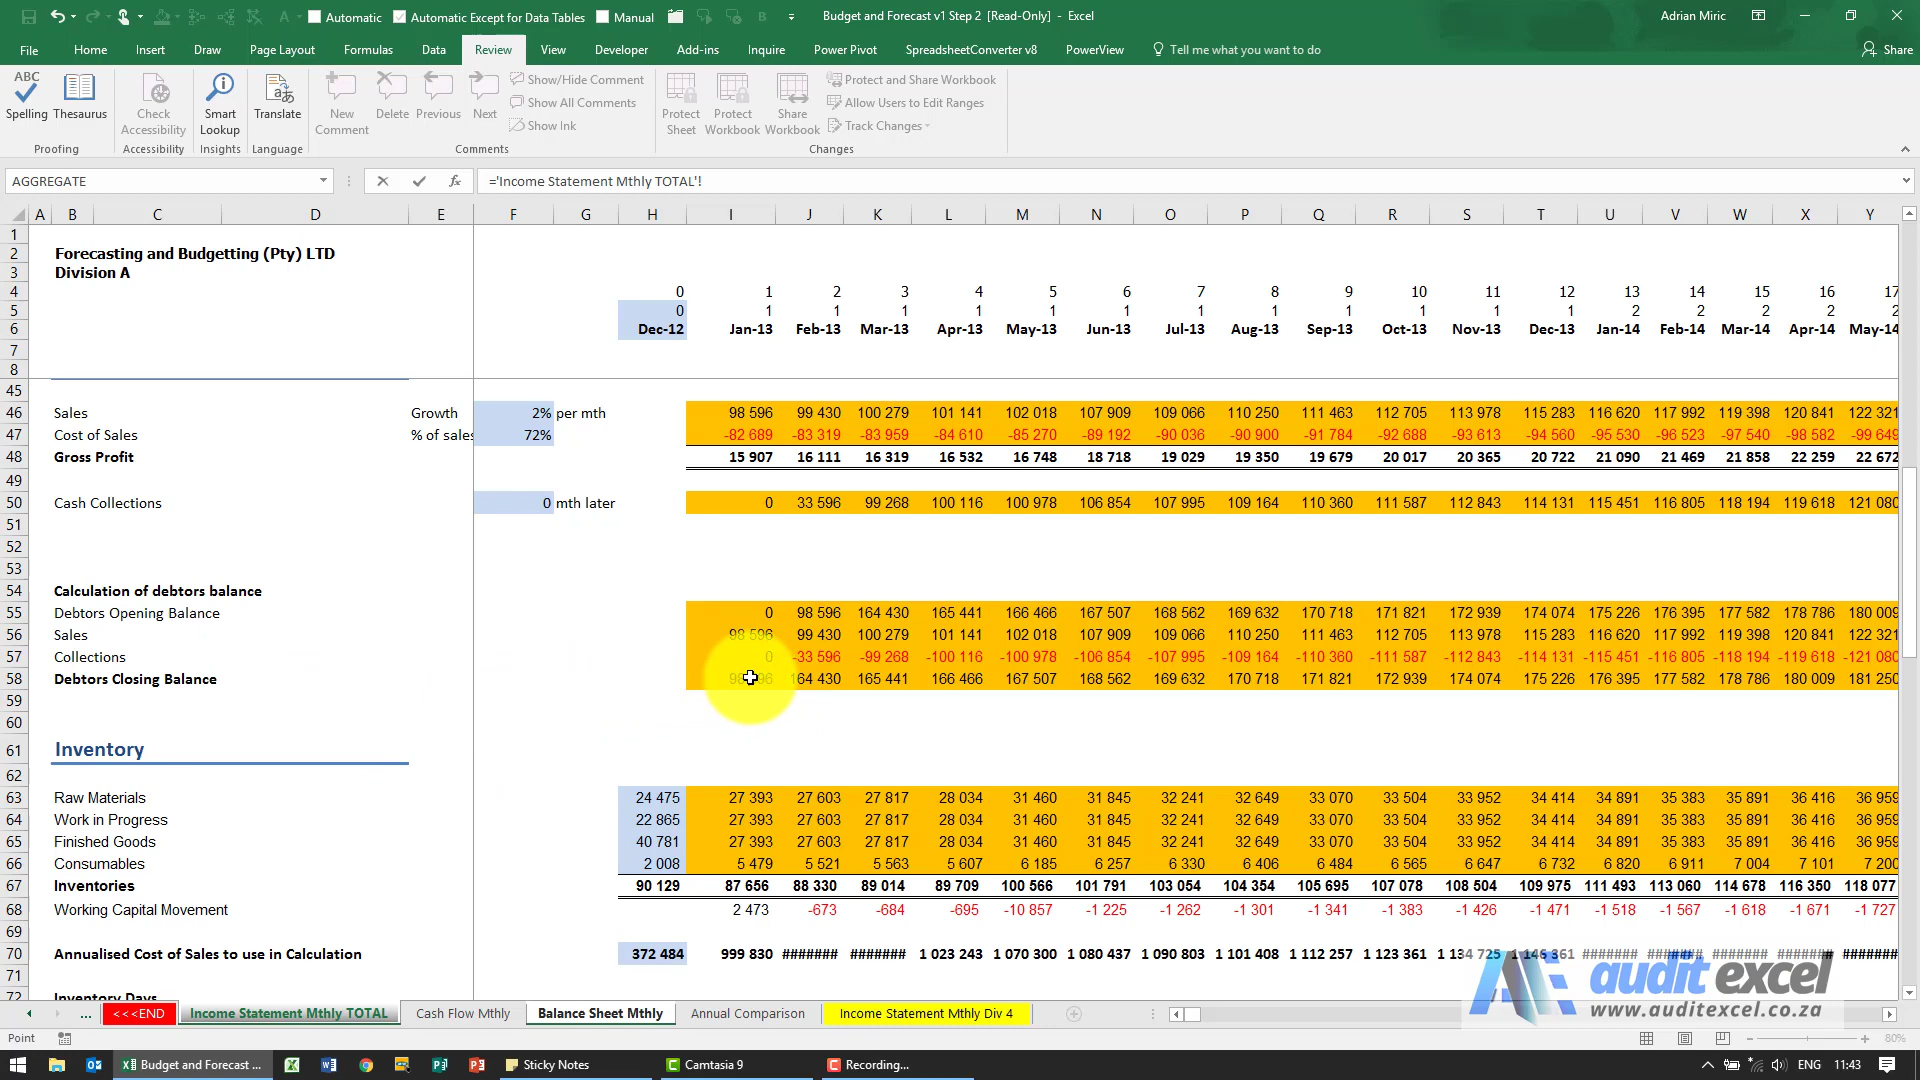 Automatic Automatic Except for Data Tables Manual Budget and Forecast v1 Step 2 [Read-Only] - Excel Adrian Miric
File Home Insert Draw Page Layout Formulas Data Review View Developer Add-ins Inquire Power Pivot SpreadsheetConverter v8 PowerView Tell me what you want to do Share
ABC
Spelling Thesaurus Check Accessibility Smart Lookup Translate New Comment Delete Previous Next Show/Hide Comment Show All Comments Show Ink Protect Sheet Protect Workbook Share Workbook Protect and Share Workbook Allow Users to Edit Ranges Track Changes
Proofing Accessibility Insights Language Comments Changes
AGGREGATE fx ='Income Statement Mthly TOTAL'!
A B C D E F G H I J K L M N O P Q R S T U V W X Y
1
2 Forecasting and Budgetting (Pty) LTD
3 Division A
4 0 1 2 3 4 5 6 7 8 9 10 11 12 13 14 15 16 17
5 0 1 1 1 1 1 1 1 1 1 1 1 1 2 2 2 2 2
6 Dec-12 Jan-13 Feb-13 Mar-13 Apr-13 May-13 Jun-13 Jul-13 Aug-13 Sep-13 Oct-13 Nov-13 Dec-13 Jan-14 Feb-14 Mar-14 Apr-14 May-14
7
8
45
46 Sales Growth 2% per mth 98 596 99 430 100 279 101 141 102 018 107 909 109 066 110 250 111 463 112 705 113 978 115 283 116 620 117 992 119 398 120 841 122 321
47 Cost of Sales % of sales 72% -82 689 -83 319 -83 959 -84 610 -85 270 -89 192 -90 036 -90 900 -91 784 -92 688 -93 613 -94 560 -95 530 -96 523 -97 540 -98 582 -99 649
48 Gross Profit 15 907 16 111 16 319 16 532 16 748 18 718 19 029 19 350 19 679 20 017 20 365 20 722 21 090 21 469 21 858 22 259 22 672
49
50 Cash Collections 0 mth later 0 33 596 99 268 100 116 100 978 106 854 107 995 109 164 110 360 111 587 112 843 114 131 115 451 116 805 118 194 119 618 121 080
51
52
53
54 Calculation of debtors balance
55 Debtors Opening Balance 0 98 596 164 430 165 441 166 466 167 507 168 562 169 632 170 718 171 821 172 939 174 074 175 226 176 395 177 582 178 786 180 009
56 Sales 98 596 99 430 100 279 101 141 102 018 107 909 109 066 110 250 111 463 112 705 113 978 115 283 116 620 117 992 119 398 120 841 122 321
57 Collections 0 -33 596 -99 268 -100 116 -100 978 -106 854 -107 995 -109 164 -110 360 -111 587 -112 843 -114 131 -115 451 -116 805 -118 194 -119 618 -121 080
58 Debtors Closing Balance 164 430 165 441 166 466 167 507 168 562 169 632 170 718 171 821 172 939 174 074 175 226 176 395 177 582 178 786 180 009 181 250
59
60
61 Inventory
62
63 Raw Materials 24 475 27 393 27 603 27 817 28 034 31 460 31 845 32 241 32 649 33 070 33 504 33 952 34 414 34 891 35 383 35 891 36 416 36 959
64 Work in Progress 22 865 27 393 27 603 27 817 28 034 31 460 31 845 32 241 32 649 33 070 33 504 33 952 34 414 34 891 35 383 35 891 36 416 36 959
65 Finished Goods 40 781 27 393 27 603 27 817 28 034 31 460 31 845 32 241 32 649 33 070 33 504 33 952 34 414 34 891 35 383 35 891 36 416 36 959
66 Consumables 2 008 5 479 5 521 5 563 5 607 6 185 6 257 6 330 6 406 6 484 6 565 6 647 6 732 6 820 6 911 7 004 7 101 7 200
67 Inventories 90 129 87 656 88 330 89 014 89 709 100 566 101 791 103 054 104 354 105 695 107 078 108 504 109 975 111 493 113 060 114 678 116 350 118 077
68 Working Capital Movement 2 473 -673 -684 -695 -10 857 -1 225 -1 262 -1 301 -1 341 -1 383 -1 426 -1 471 -1 518 -1 567 -1 618 -1 671 -1 727
69
70 Annualised Cost of Sales to use in Calculation 372 484 999 830 ####### ####### 1 023 243 1 070 300 1 080 437 1 090 803 1 101 408 1 112 257 1 123 361 1 134 725 1 146 361 ####### ####### ####### ####### #######
71
72 Inventory Days
audit excel
www.auditexcel.co.za
... <<<END Income Statement Mthly TOTAL Cash Flow Mthly Balance Sheet Mthly Annual Comparison Income Statement Mthly Div 4
Point 80%
Budget and Forecast ... Sticky Notes Camtasia 9 Recording... ENG 11:43